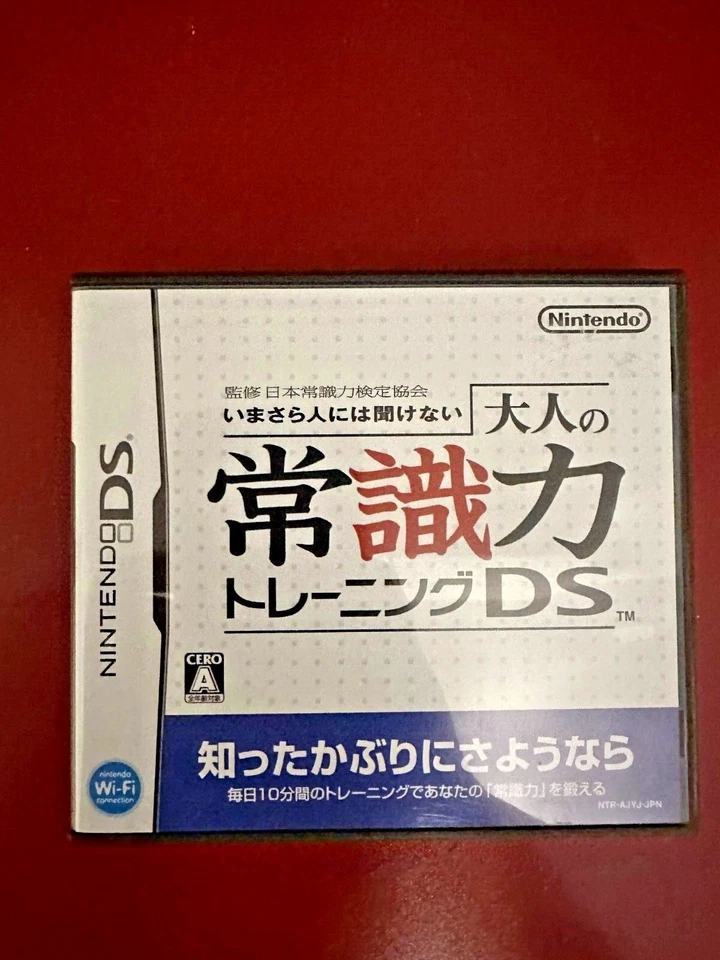 Nintendo
監修 日本常識力検定協会
いまさら人には聞けない
大人の
常識力
トレーニングDS™
CERO
A
全年齢対象
知ったかぶりにさようなら
毎日10分間のトレーニングであなたの「常識力」を鍛える
NTR-AJYJ-JPN
NINTENDO DS®
nintendo
Wi-Fi
connection